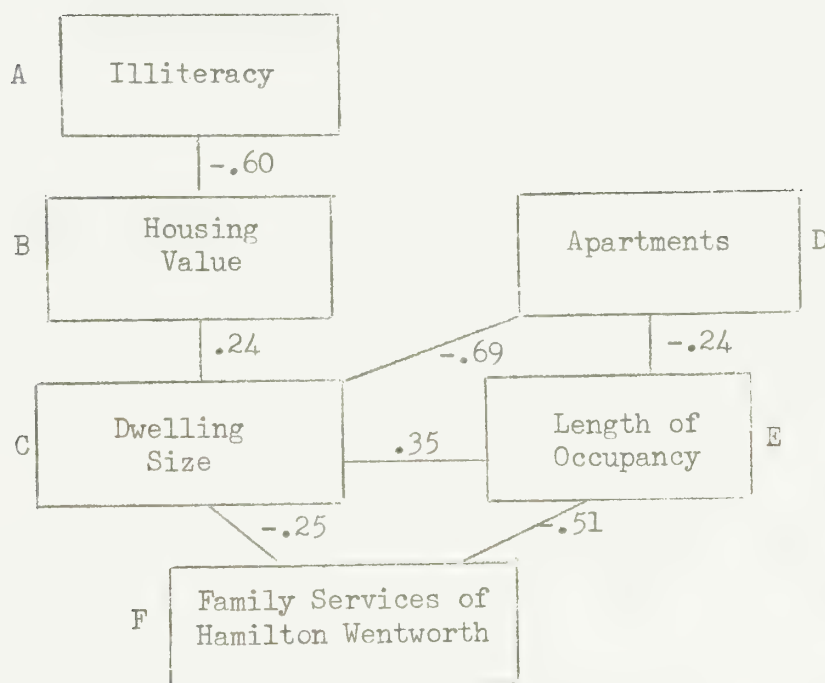 A
Illiteracy
-.60
B
Housing
Value
Apartments
D
.24
-.69
-.24
C
Dwelling
Size
.35
Length of
Occupancy
E
-.25
-.51
F
Family Services of
Hamilton Wentworth